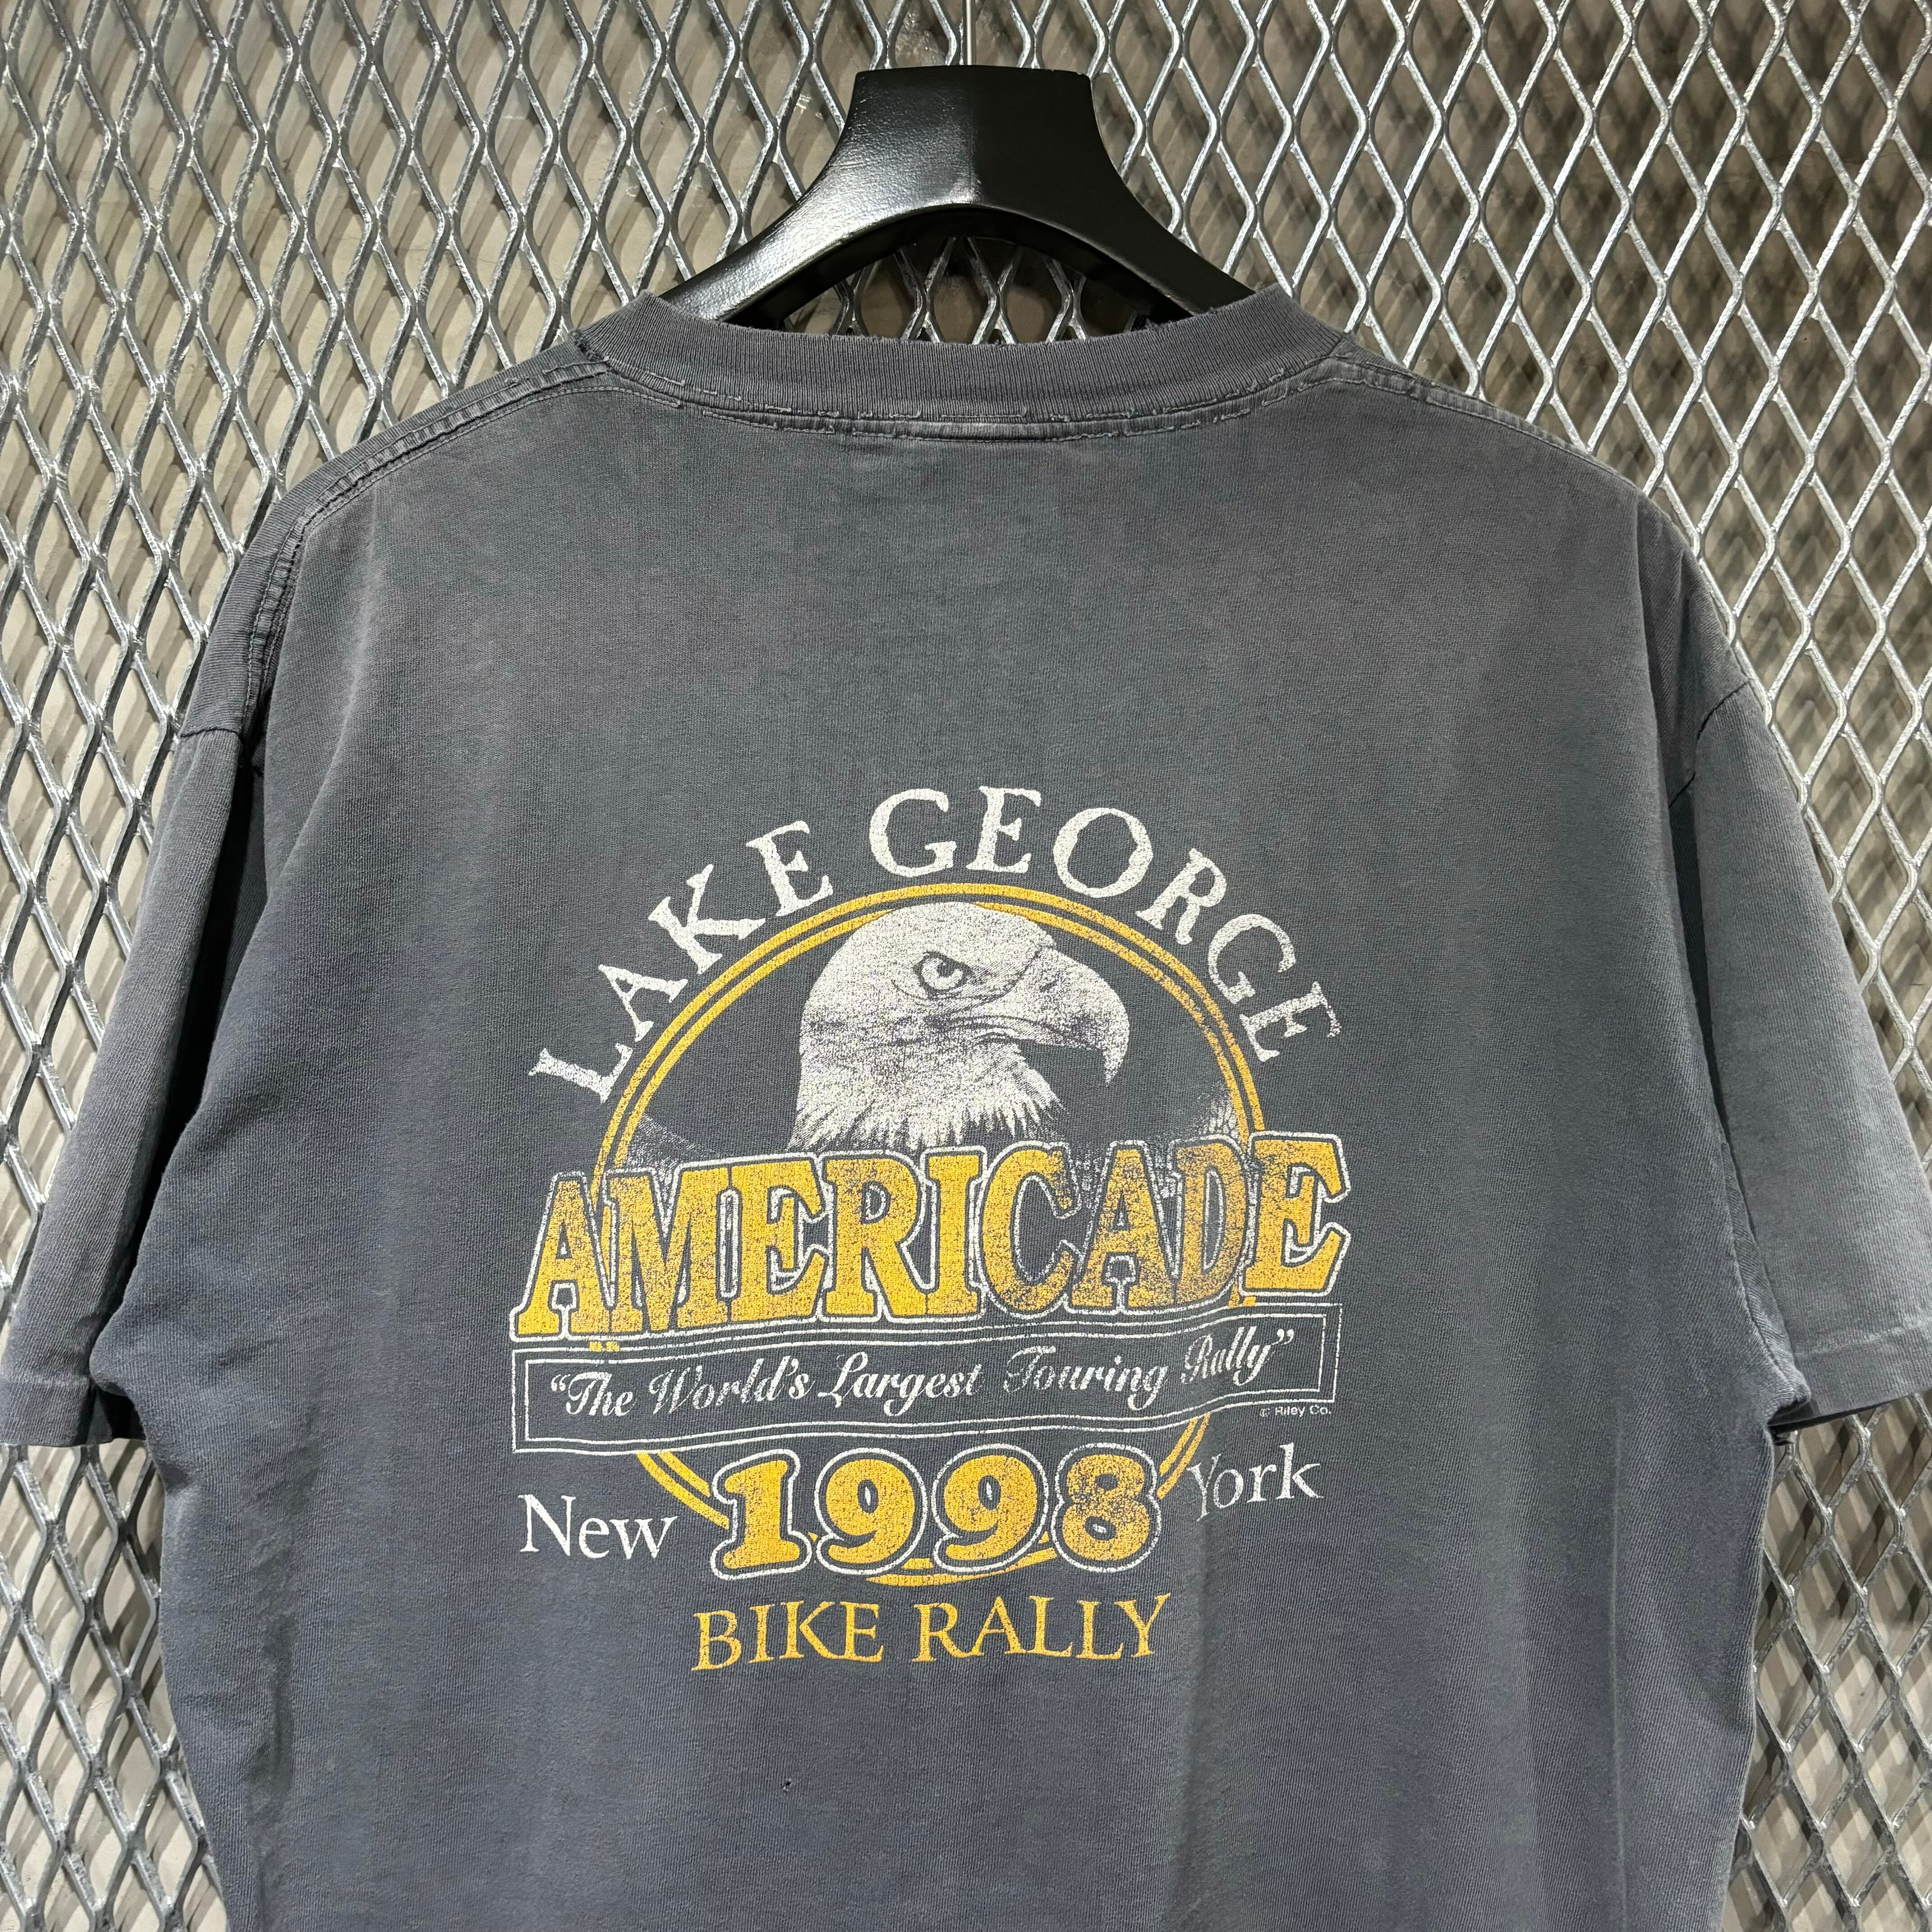 LAKE GEORGE
AMERICADE
“The World's Largest Touring Rally”
© Riley Co.
New 1998 York
BIKE RALLY